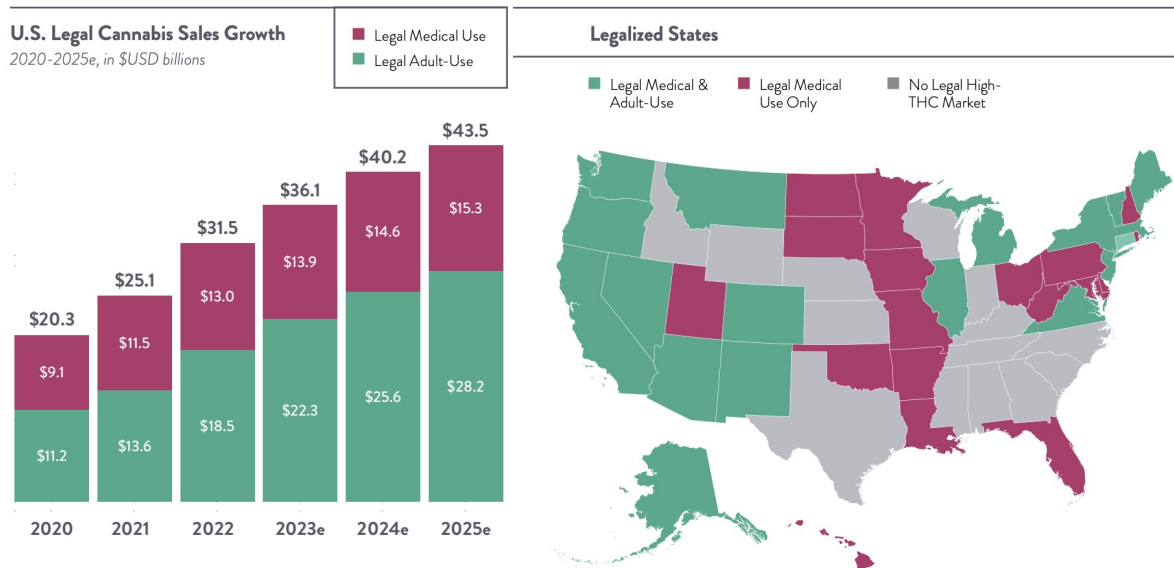 U.S. Legal Cannabis Sales Growth
2020-2025e, in $USD billions
Legal Medical Use
Legal Adult-Use
$20.3
$9.1
$11.2
2020
$25.1
$11.5
$13.6
2021
$31.5
$13.0
$18.5
2022
$36.1
$13.9
$22.3
2023e
$40.2
$14.6
$25.6
2024e
$43.5
$15.3
$28.2
2025e
Legalized States
Legal Medical &
Adult-Use
Legal Medical
Use Only
No Legal High-
THC Market